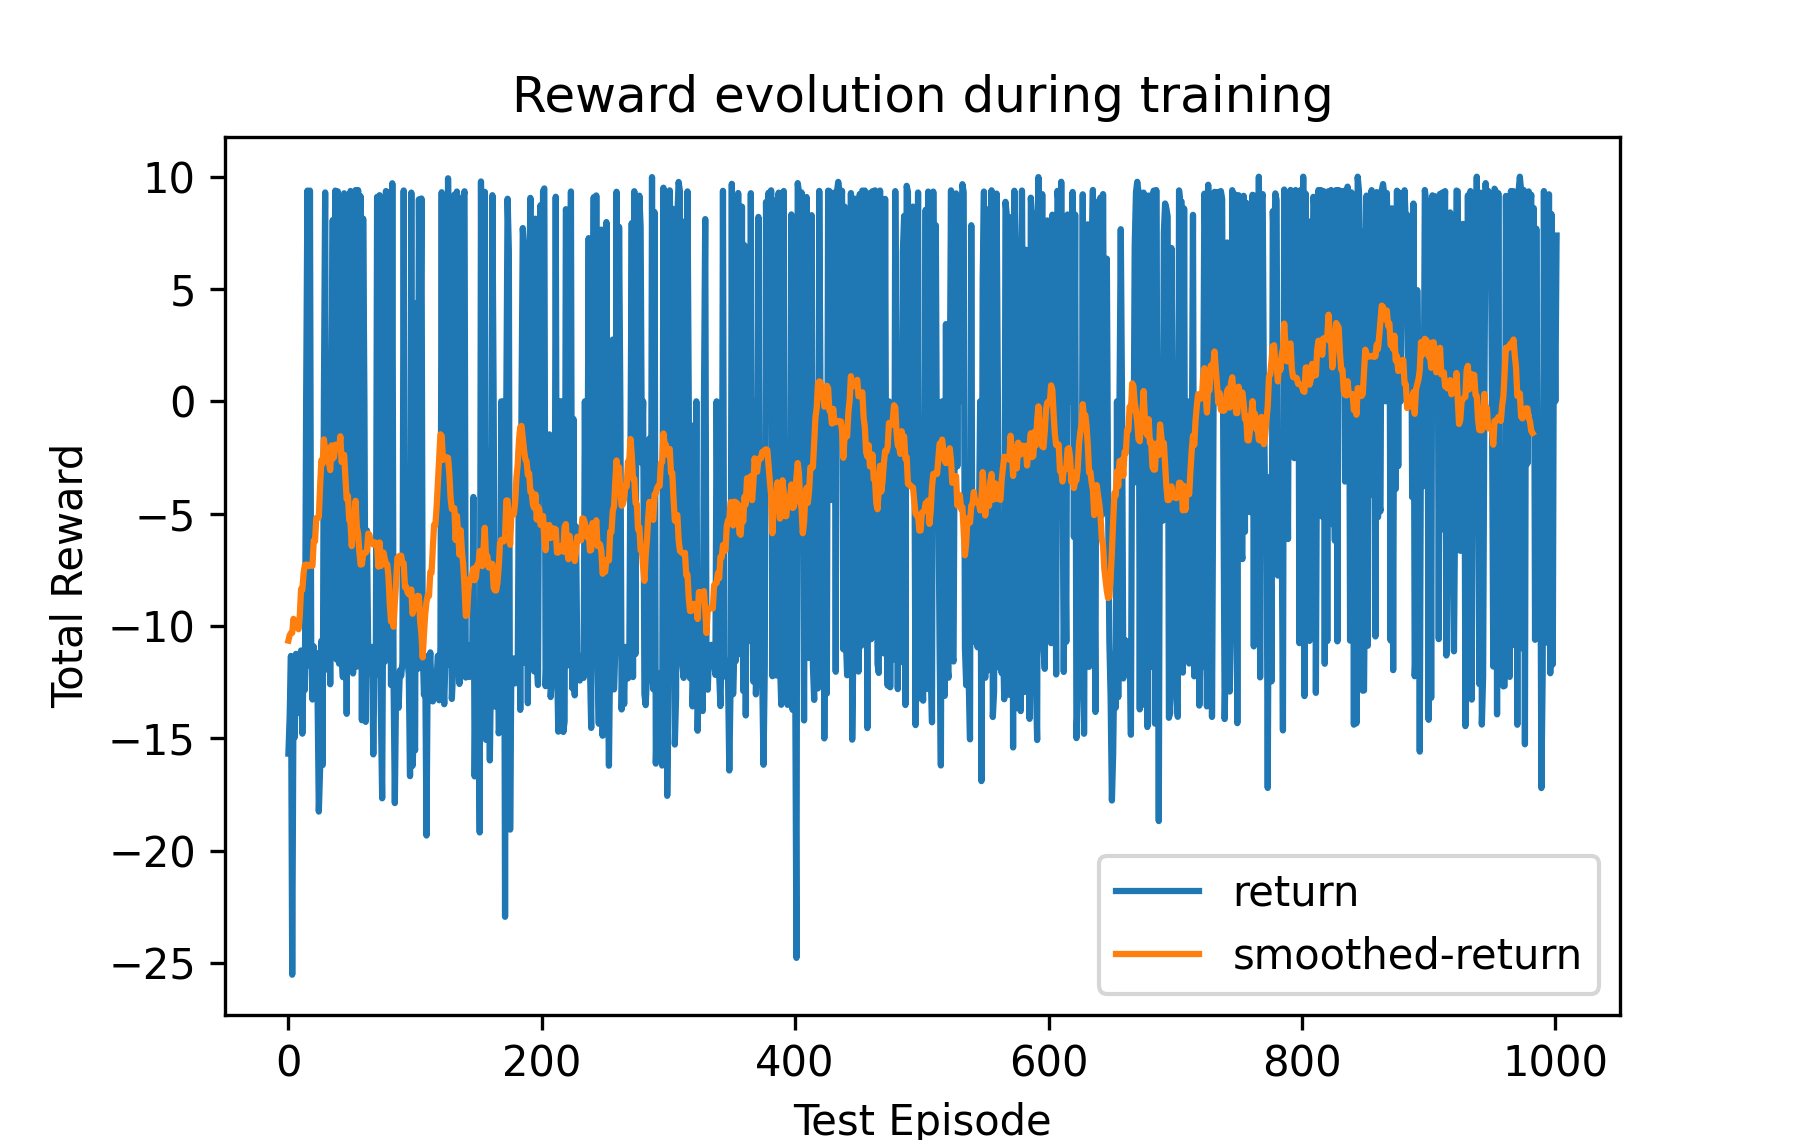 Reward evolution during training
10
5
0
−5
−10
−15
−20
−25
Total Reward
return
smoothed-return
0 200 400 600 800 1000
Test Episode